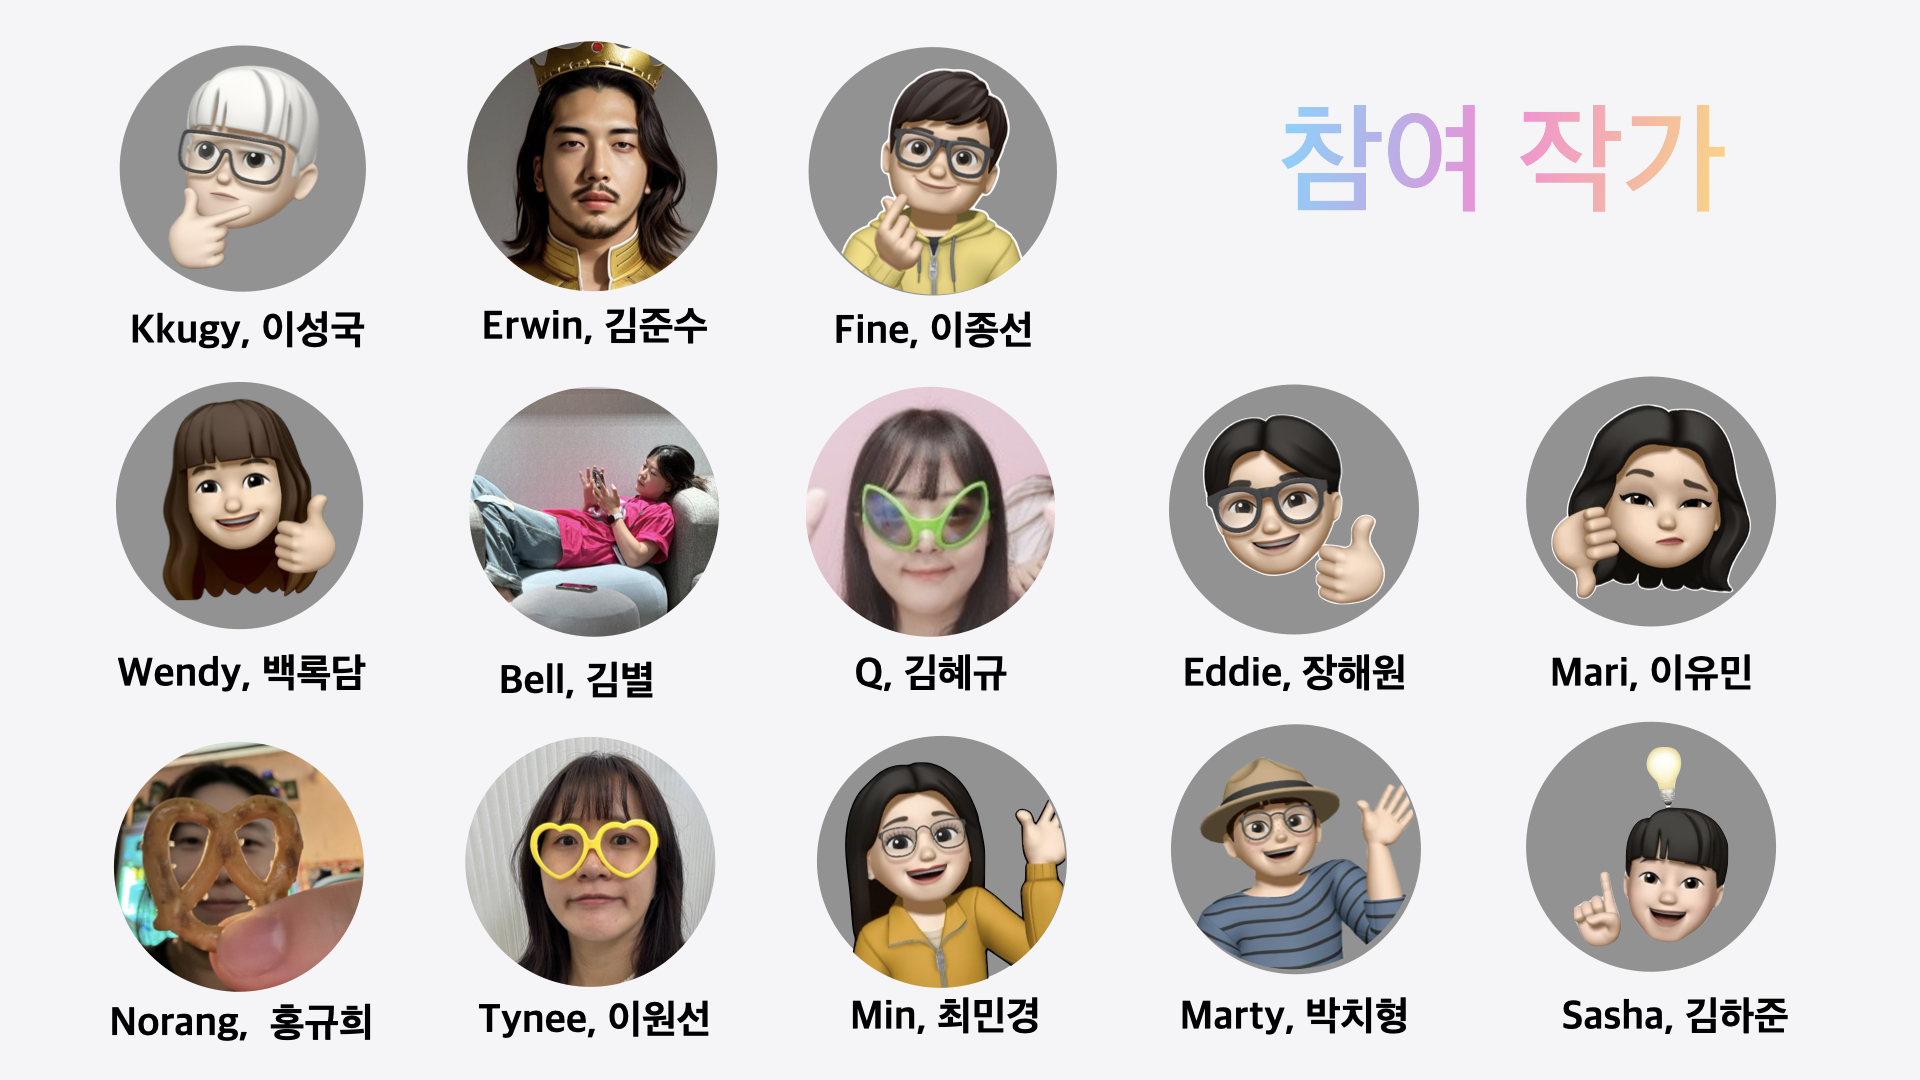 참여 작가
Kkugy, 이성국
Erwin, 김준수
Fine, 이종선
Wendy, 백록담
Bell, 김별
Q, 김혜규
Eddie, 장해원
Mari, 이유민
Norang, 홍규희
Tynee, 이원선
Min, 최민경
Marty, 박치형
Sasha, 김하준